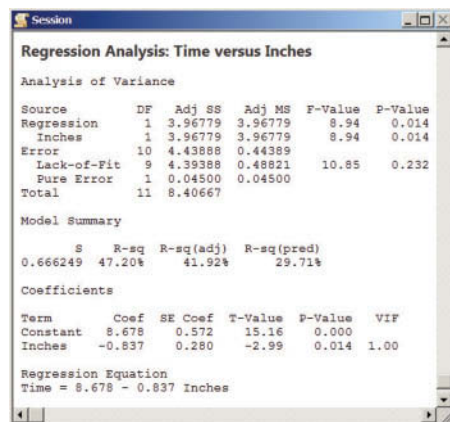 Session
Regression Analysis: Time versus Inches
Analysis of Variance
Source DF Adj SS Adj MS F-Value P-Value
Regression 1 3.96779 3.96779 8.94 0.014
Inches 1 3.96779 3.96779 8.94 0.014
Error 10 4.43888 0.44389
Lack-of-Fit 9 4.39388 0.48821 10.85 0.232
Pure Error 1 0.04500 0.04500
Total 11 8.40667
Model Summary
S R-sq R-sq(adj) R-sq(pred)
0.666249 47.20% 41.92% 29.71%
Coefficients
Term Coef SE Coef T-Value P-Value VIF
Constant 8.678 0.572 15.16 0.000
Inches -0.837 0.280 -2.99 0.014 1.00
Regression Equation
Time = 8.678 - 0.837 Inches